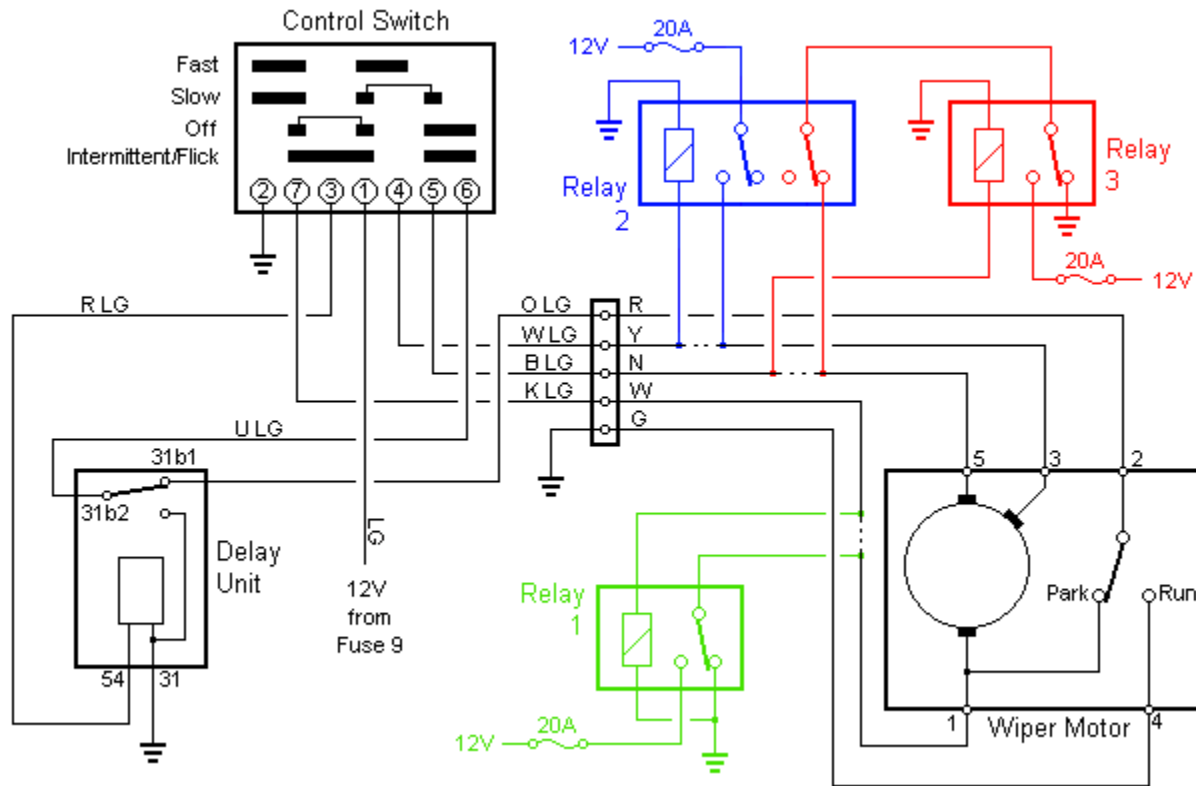 Control Switch
Fast
Slow
Off
Intermittent/Flick
2 7 3 1 4 5 6
20A
12V
Relay
2
Relay
3
20A
12V
R LG
O LG R
W LG Y
B LG N
K LG W
G
U LG
31b1
31b2
Delay
Unit
54 31
LG
12V
from
Fuse 9
Relay
1
20A
12V
5 3 2
Park Run
1 Wiper Motor 4